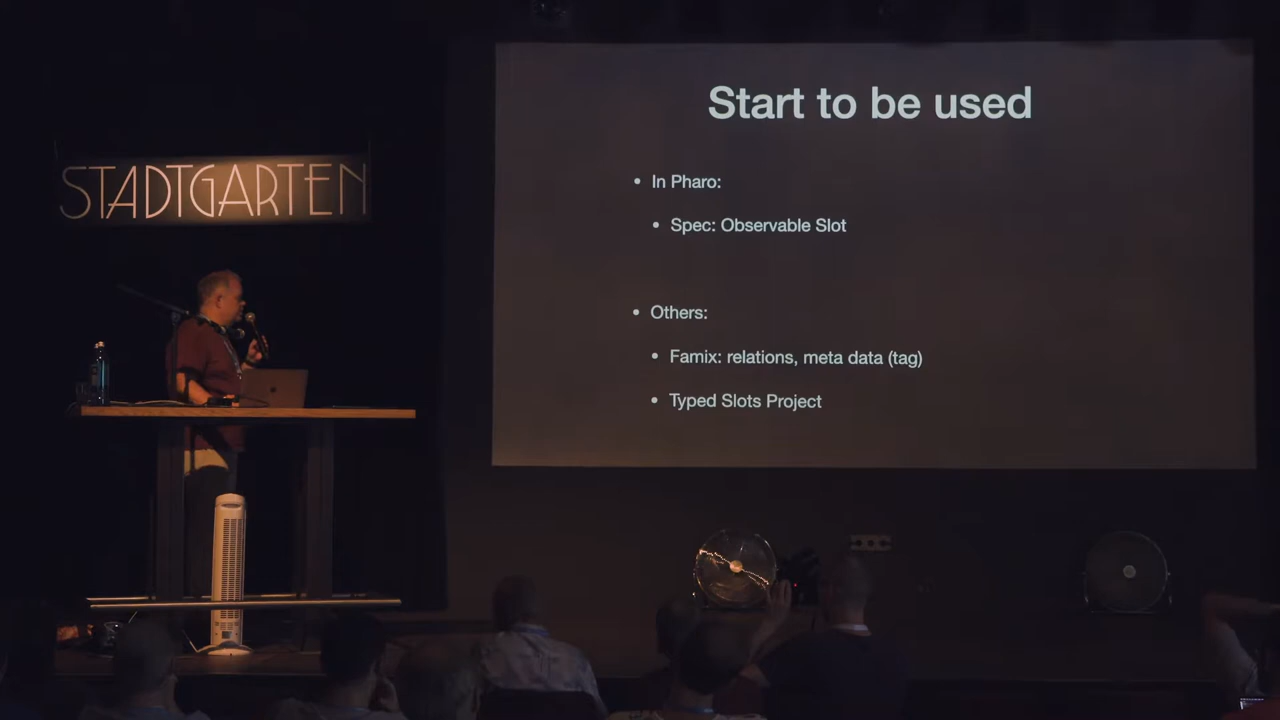 STADTGARTEN
Start to be used
• In Pharo:
• Spec: Observable Slot
• Others:
• Famix: relations, meta data (tag)
• Typed Slots Project